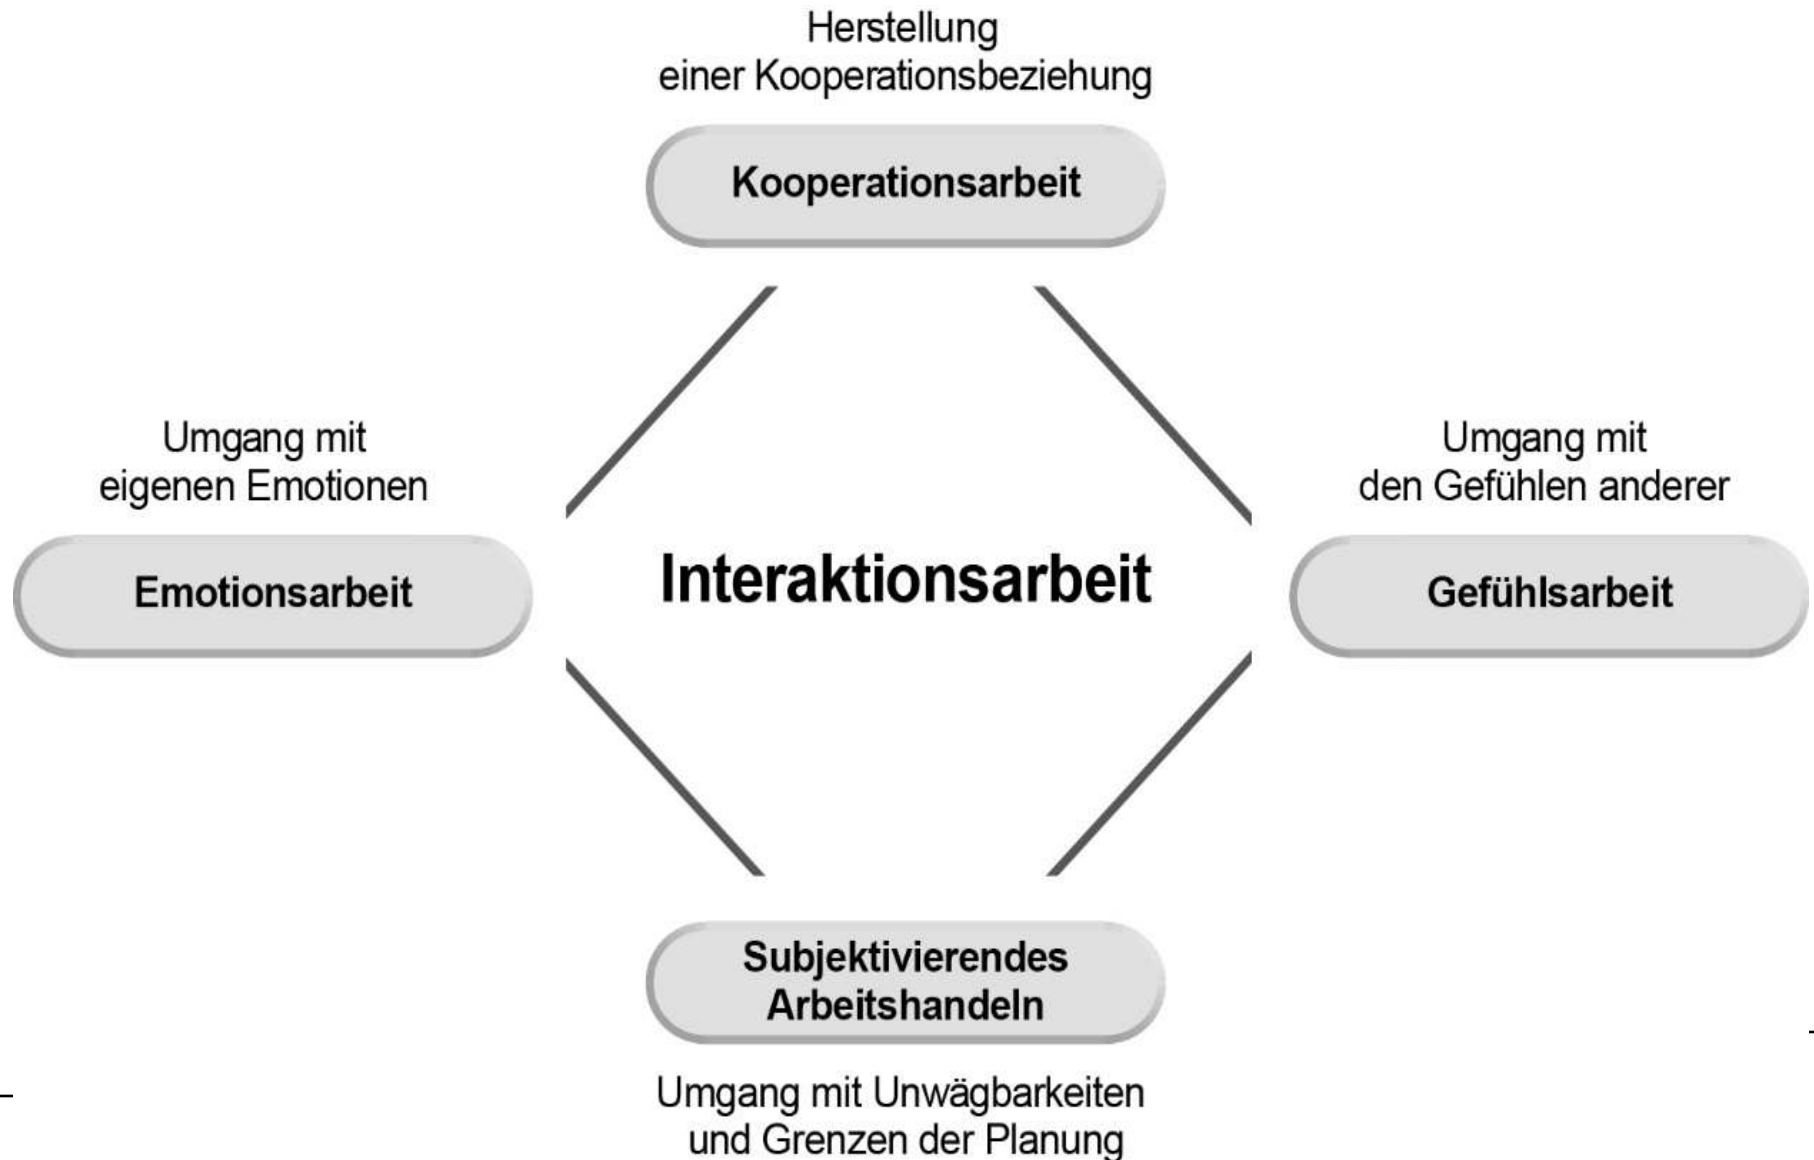 Herstellung
einer Kooperationsbeziehung
Kooperationsarbeit
Umgang mit
eigenen Emotionen
Emotionsarbeit
Interaktionsarbeit
Umgang mit
den Gefühlen anderer
Gefühlsarbeit
Subjektivierendes
Arbeitshandeln
Umgang mit Unwägbarkeiten
und Grenzen der Planung